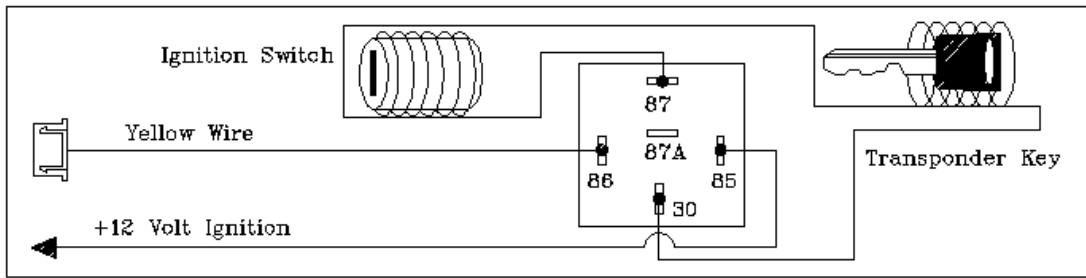 Ignition Switch
87
Yellow Wire
87A
86
85
Transponder Key
30
+12 Volt Ignition